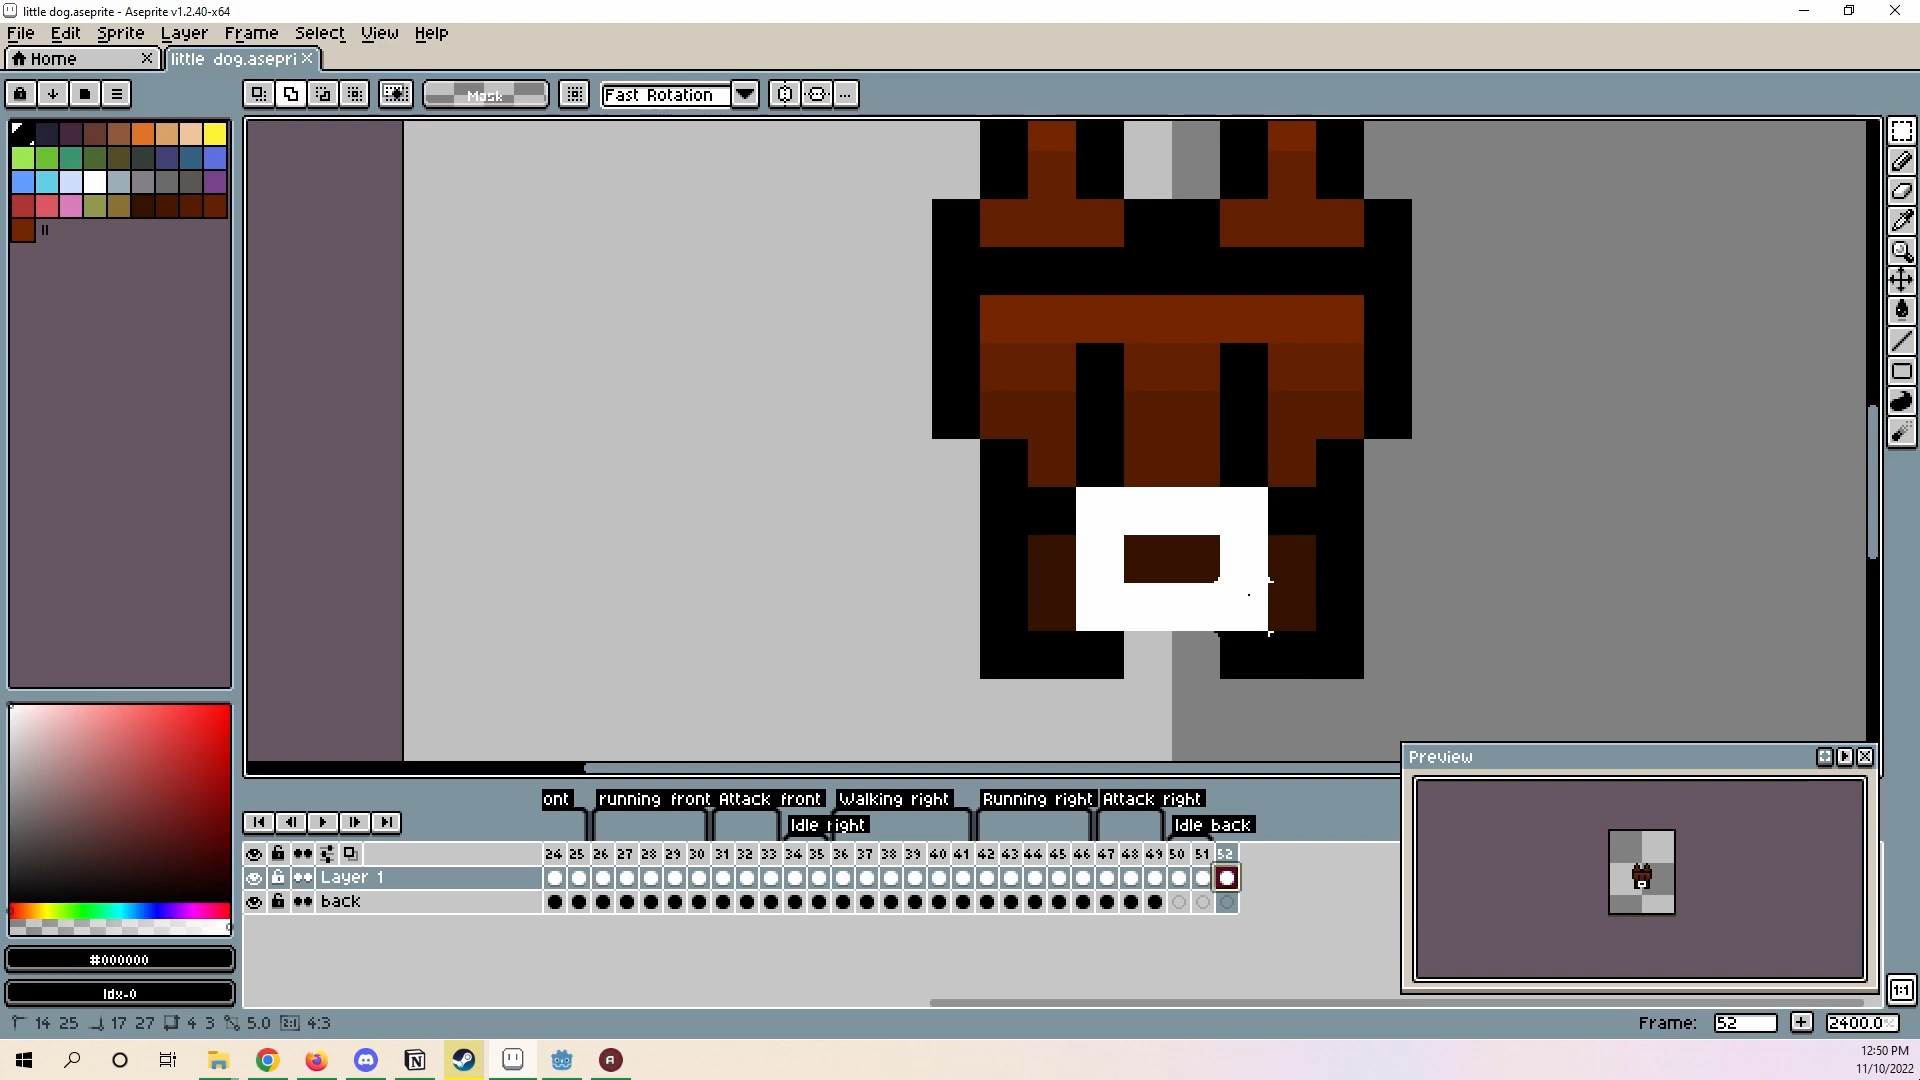 little dog.aseprite - Aseprite v1.2.40-x64
File Edit Sprite Layer Frame Select View Help
Home
little dog.asepri
Mask
Fast Rotation
Preview
ont running front Attack front Walking right Running right Attack right
Idle right Idle back
24 25 26 27 28 29 30 31 32 33 34 35 36 37 38 39 40 41 42 43 44 45 46 47 48 49 50 51 52
Layer 1
back
#000000
Idx-0
1:1
14 25 17 27 4 3 5.0 4:3
Frame: 52 2400.0
12:50 PM
11/10/2022